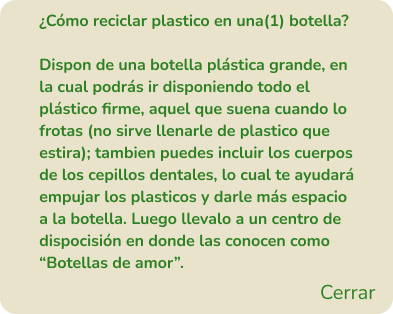 ¿Cómo reciclar plastico en una(1) botella?
Dispon de una botella plástica grande, en
la cual podrás ir disponiendo todo el
plástico firme, aquel que suena cuando lo
frotas (no sirve llenarle de plastico que
estira); tambien puedes incluir los cuerpos
de los cepillos dentales, lo cual te ayudará
empujar los plasticos y darle más espacio
a la botella. Luego llevalo a un centro de
dispocisión en donde las conocen como
“Botellas de amor”.
Cerrar